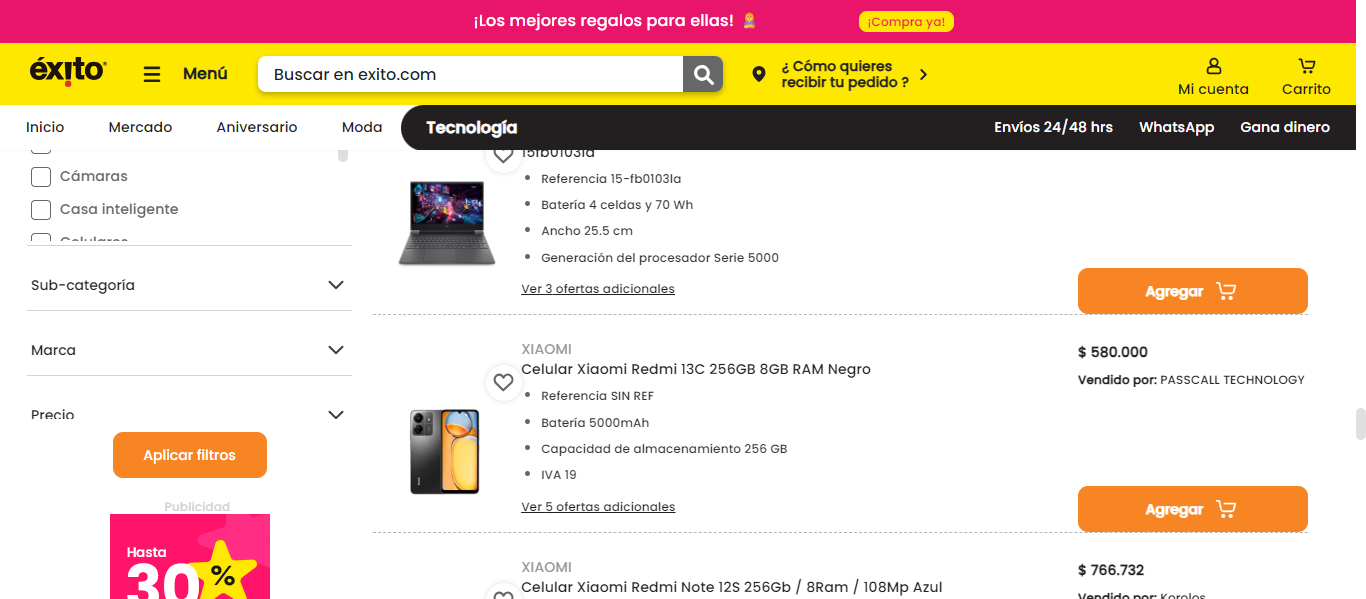 ¡Los mejores regalos para ellas!
¡Compra ya!
éxito
Menú
Buscar en exito.com
¿ Cómo quieres
recibir tu pedido ?
Mi cuenta
Carrito
Inicio
Mercado
Aniversario
Moda
Tecnología
Envíos 24/48 hrs
WhatsApp
Gana dinero
Cámaras
Casa inteligente
Celulares
Sub-categoría
Marca
Precio
Aplicar filtros
Publicidad
Hasta
30%
15fb0103la
Referencia 15-fb0103la
Batería 4 celdas y 70 Wh
Ancho 25.5 cm
Generación del procesador Serie 5000
Ver 3 ofertas adicionales
Agregar
XIAOMI
Celular Xiaomi Redmi 13C 256GB 8GB RAM Negro
Referencia SIN REF
Batería 5000mAh
Capacidad de almacenamiento 256 GB
IVA 19
Ver 5 ofertas adicionales
$ 580.000
Vendido por: PASSCALL TECHNOLOGY
Agregar
XIAOMI
Celular Xiaomi Redmi Note 12S 256Gb / 8Ram / 108Mp Azul
$ 766.732
Vendido por: Korolos